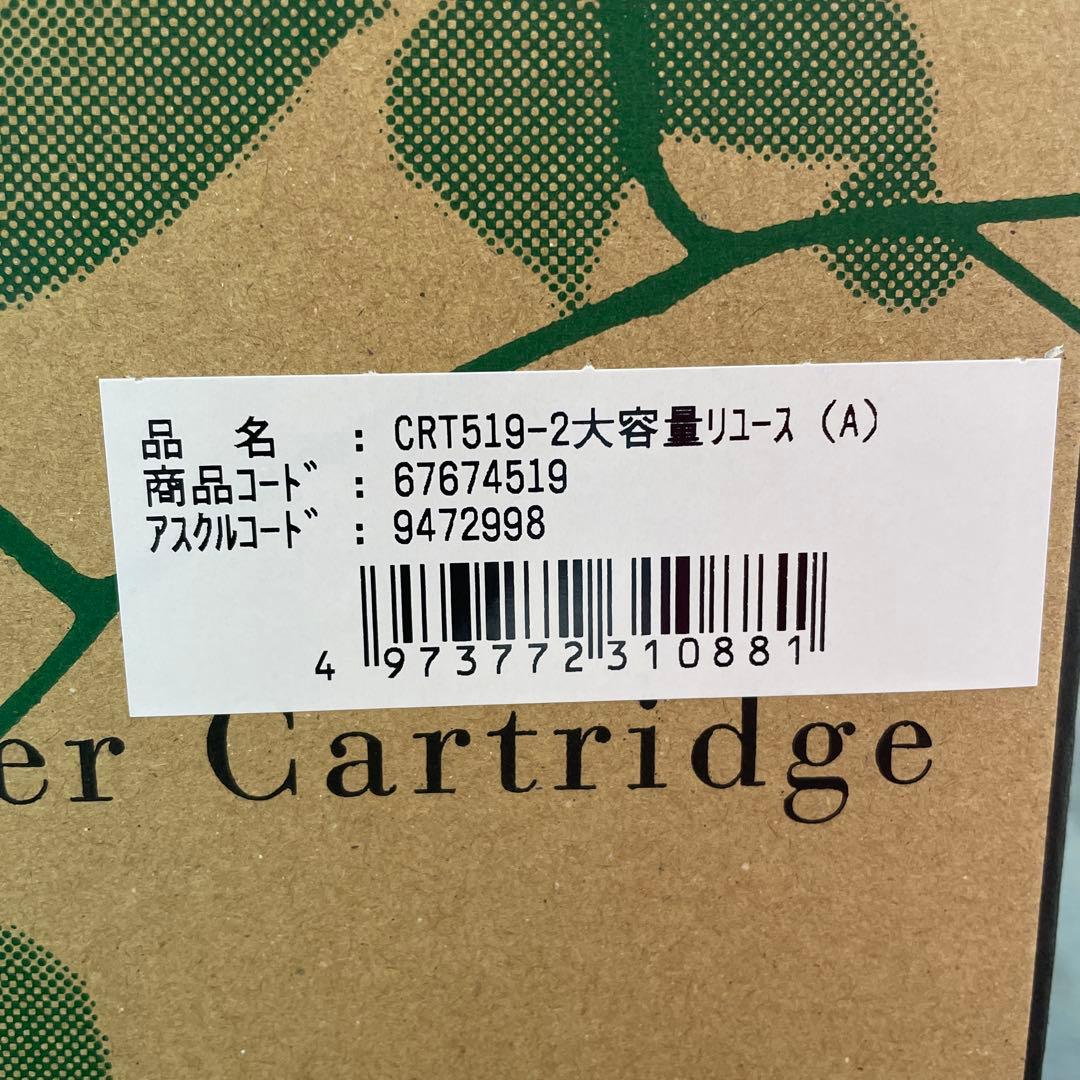 品 名 : CRT519-2大容量リユース (A)
商品コード : 67674519
アスクルコード : 9472998
4 973772 310881
er Cartridge